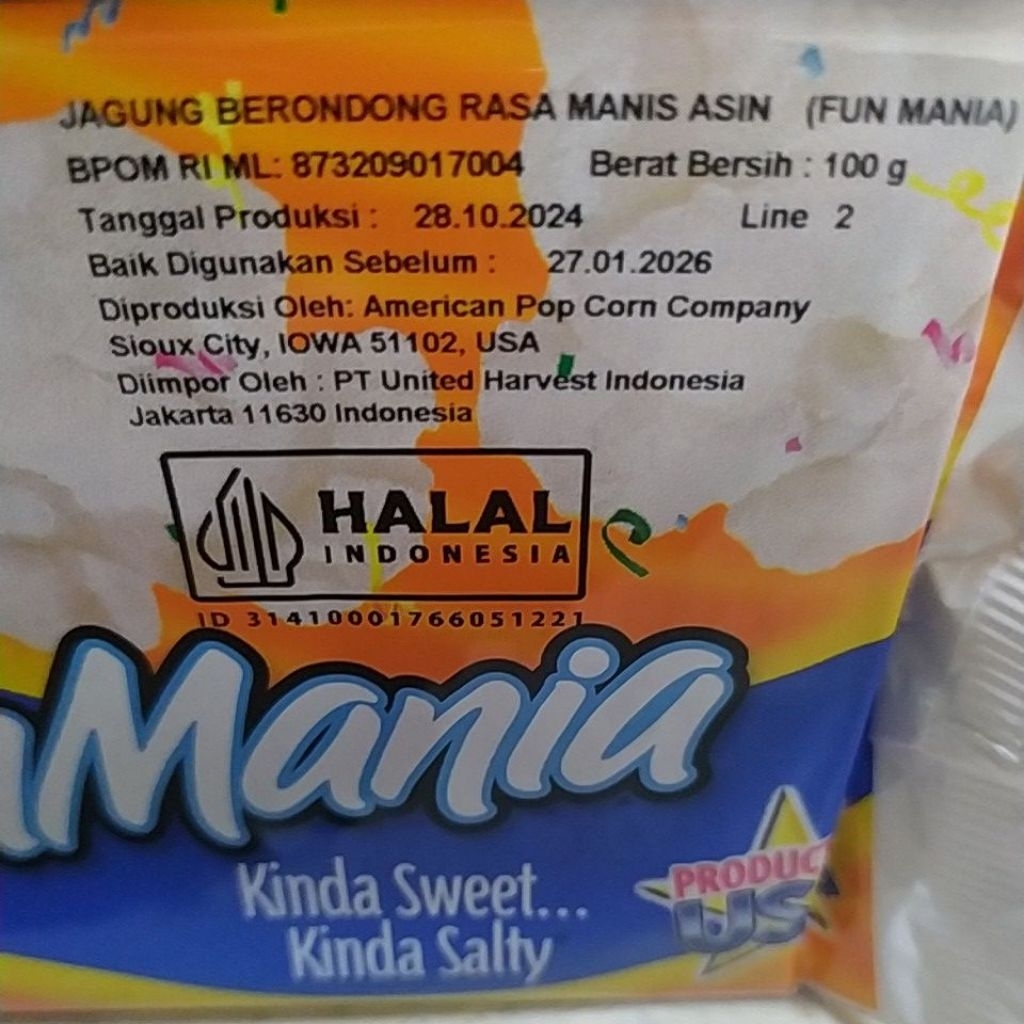 JAGUNG BERONDONG RASA MANIS ASIN (FUN MANIA)
BPOM RI ML: 873209017004 Berat Bersih : 100 g
Tanggal Produksi : 28.10.2024 Line 2
Baik Digunakan Sebelum : 27.01.2026
Diproduksi Oleh: American Pop Corn Company
Sioux City, IOWA 51102, USA
Diimpor Oleh : PT United Harvest Indonesia
Jakarta 11630 Indonesia
HALAL
INDONESIA
ID 31410001766051221
Mania
Kinda Sweet...
Kinda Salty
PRODUC
US